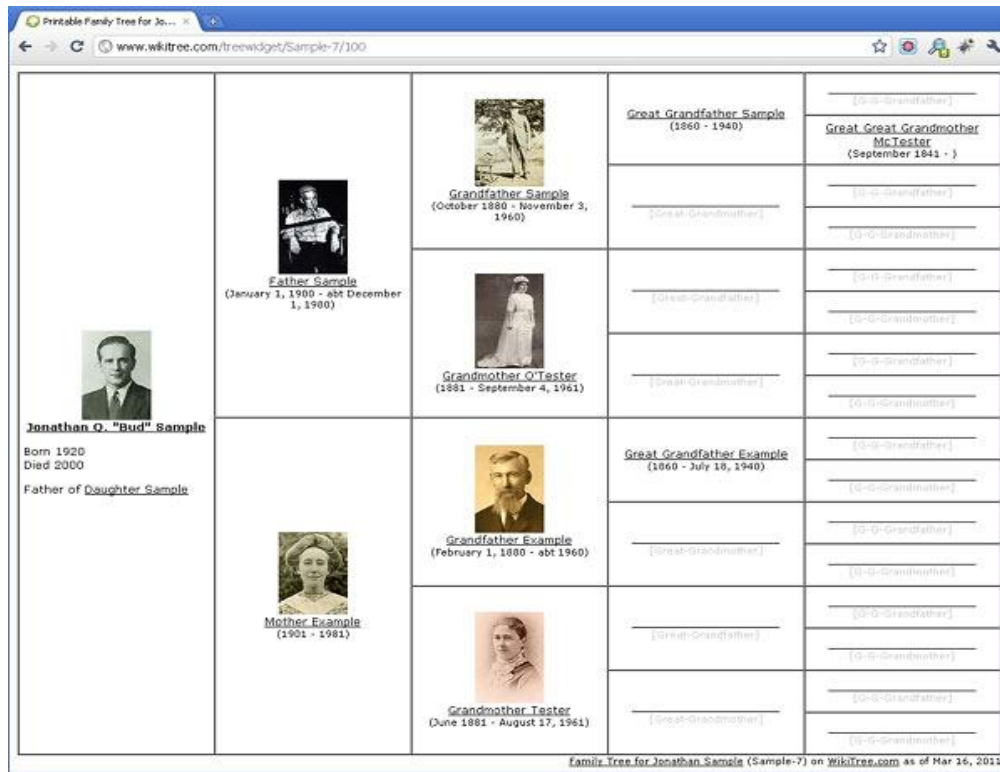 Printable Family Tree for Jo...
www.wikitree.com/treewidget/Sample-7/100
Jonathan Q. "Bud" Sample
Born 1920
Died 2000
Father of Daughter Sample
Father Sample
(January 1, 1900 - abt December
1, 1980)
Mother Example
(1901 - 1981)
Grandfather Sample
(October 1880 - November 3,
1960)
Grandmother O'Tester
(1881 - September 4, 1961)
Grandfather Example
(February 1, 1880 - abt 1960)
Grandmother Tester
(June 1881 - August 17, 1961)
Great Grandfather Sample
(1860 - 1940)
[Great-Grandmother]
[Great-Grandfather]
[Great-Grandmother]
Great Grandfather Example
(1860 - July 18, 1940)
[Great-Grandmother]
[Great-Grandfather]
[Great-Grandmother]
[G-G-Grandfather]
Great Great Grandmother
McTester
(September 1841 - )
[G-G-Grandfather]
[G-G-Grandmother]
[G-G-Grandfather]
[G-G-Grandmother]
[G-G-Grandfather]
[G-G-Grandmother]
[G-G-Grandfather]
[G-G-Grandmother]
[G-G-Grandfather]
[G-G-Grandmother]
[G-G-Grandfather]
[G-G-Grandmother]
[G-G-Grandfather]
[G-G-Grandmother]
Family Tree for Jonathan Sample (Sample-7) on WikiTree.com as of Mar 16, 2011